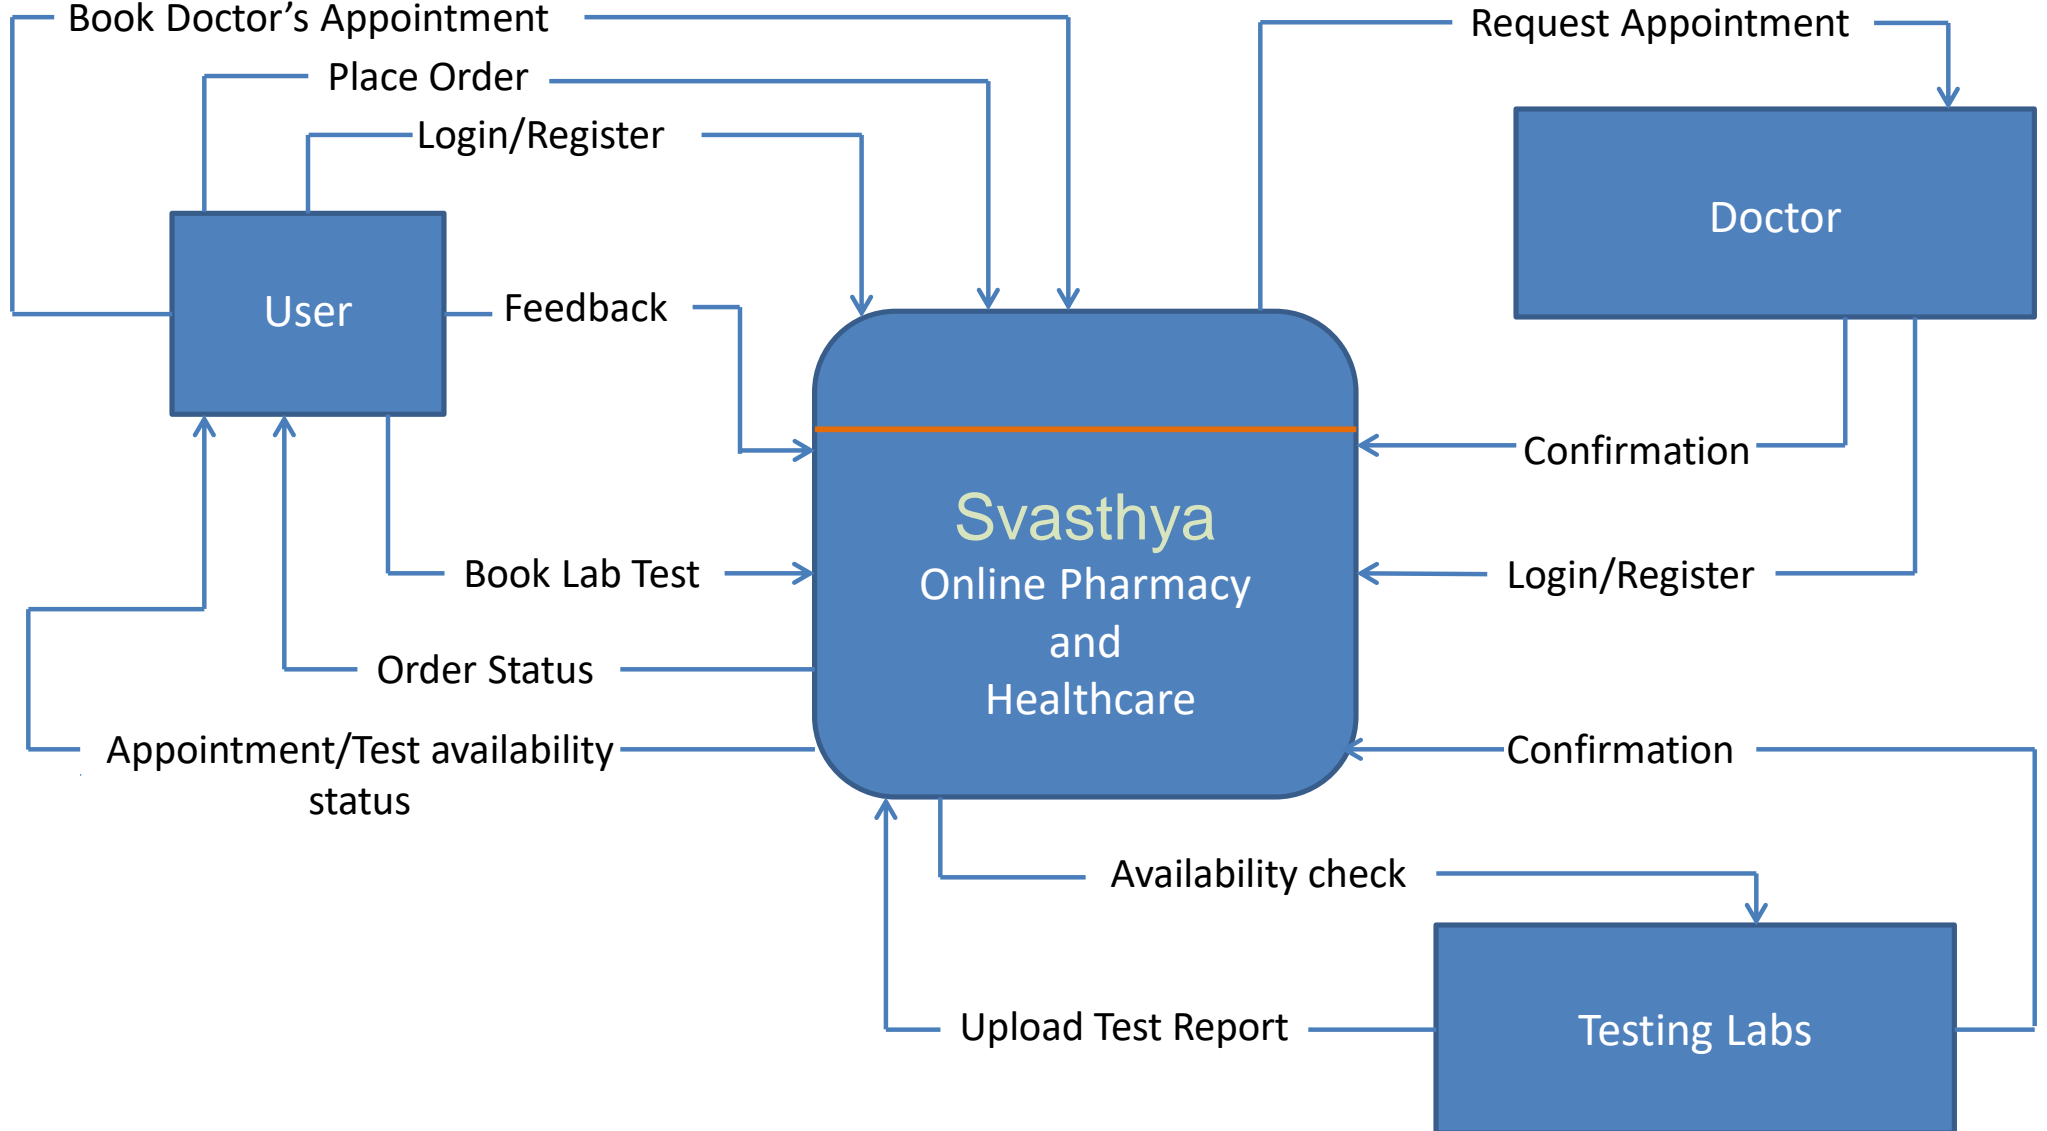 Book Doctor’s Appointment
Request Appointment
Place Order
Login/Register
Doctor
User
Feedback
Confirmation
Svasthya
Online Pharmacy
and
Healthcare
Book Lab Test
Login/Register
Order Status
Appointment/Test availability
status
Confirmation
Availability check
Upload Test Report
Testing Labs